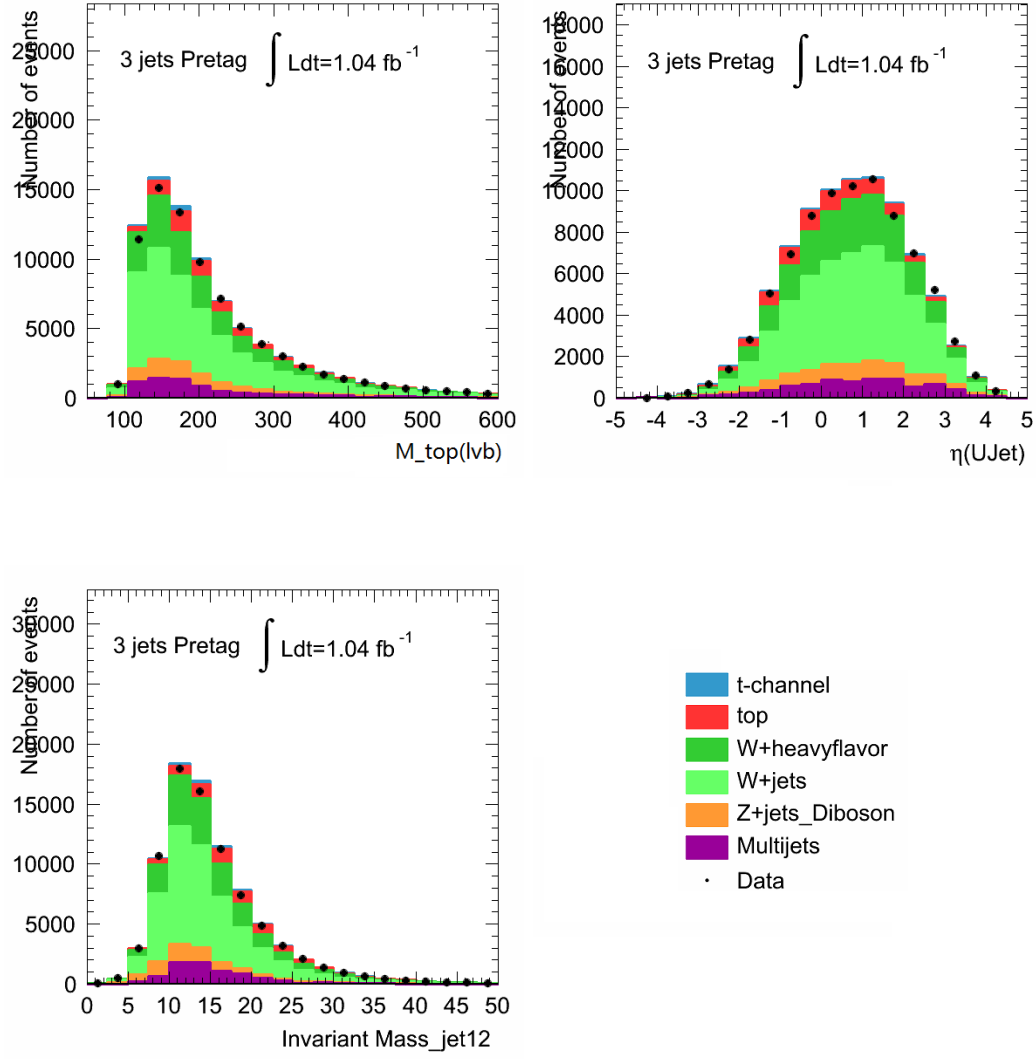 Number of events
25000
20000
15000
10000
5000
0
3 jets Pretag ∫ Ldt=1.04 fb -1
100 200 300 400 500 600
M_top(lvb)
Number of events
18000
16000
14000
12000
10000
8000
6000
4000
2000
0
3 jets Pretag ∫ Ldt=1.04 fb -1
-5 -4 -3 -2 -1 0 1 2 3 4 5
η(UJet)
Number of events
30000
25000
20000
15000
10000
5000
0
3 jets Pretag ∫ Ldt=1.04 fb -1
0 5 10 15 20 25 30 35 40 45 50
Invariant Mass_jet12
t-channel
top
W+heavyflavor
W+jets
Z+jets_Diboson
Multijets
Data